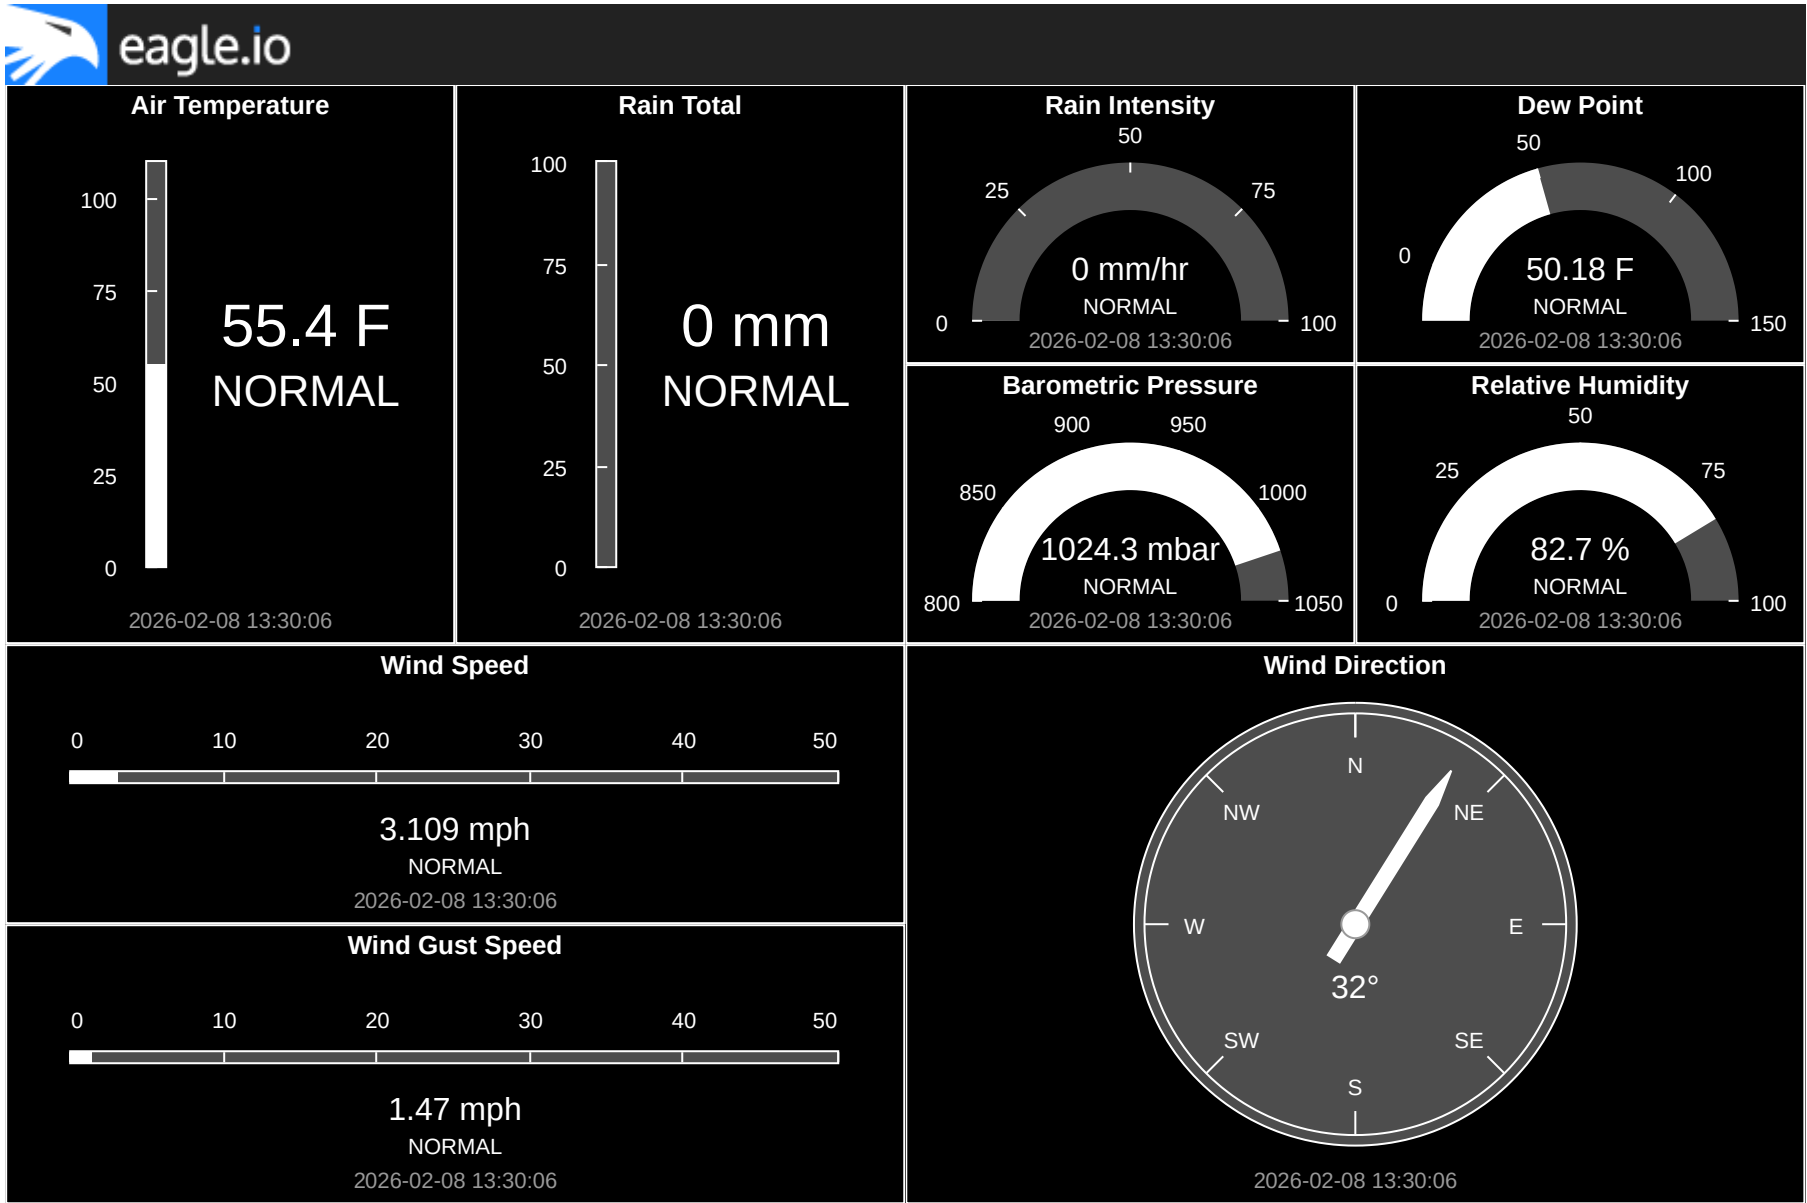 eagle.io
Air Temperature
100
75
50
25
0
55.4 F
NORMAL
2026-02-08 13:30:06
Rain Total
100
75
50
25
0
0 mm
NORMAL
2026-02-08 13:30:06
Rain Intensity
0
25
50
75
100
0 mm/hr
NORMAL
2026-02-08 13:30:06
Dew Point
0
50
100
150
50.18 F
NORMAL
2026-02-08 13:30:06
Barometric Pressure
800
850
900
950
1000
1050
1024.3 mbar
NORMAL
2026-02-08 13:30:06
Relative Humidity
0
25
50
75
100
82.7 %
NORMAL
2026-02-08 13:30:06
Wind Speed
0 10 20 30 40 50
3.109 mph
NORMAL
2026-02-08 13:30:06
Wind Gust Speed
0 10 20 30 40 50
1.47 mph
NORMAL
2026-02-08 13:30:06
Wind Direction
N
NW NE
W E
32°
SW SE
S
2026-02-08 13:30:06